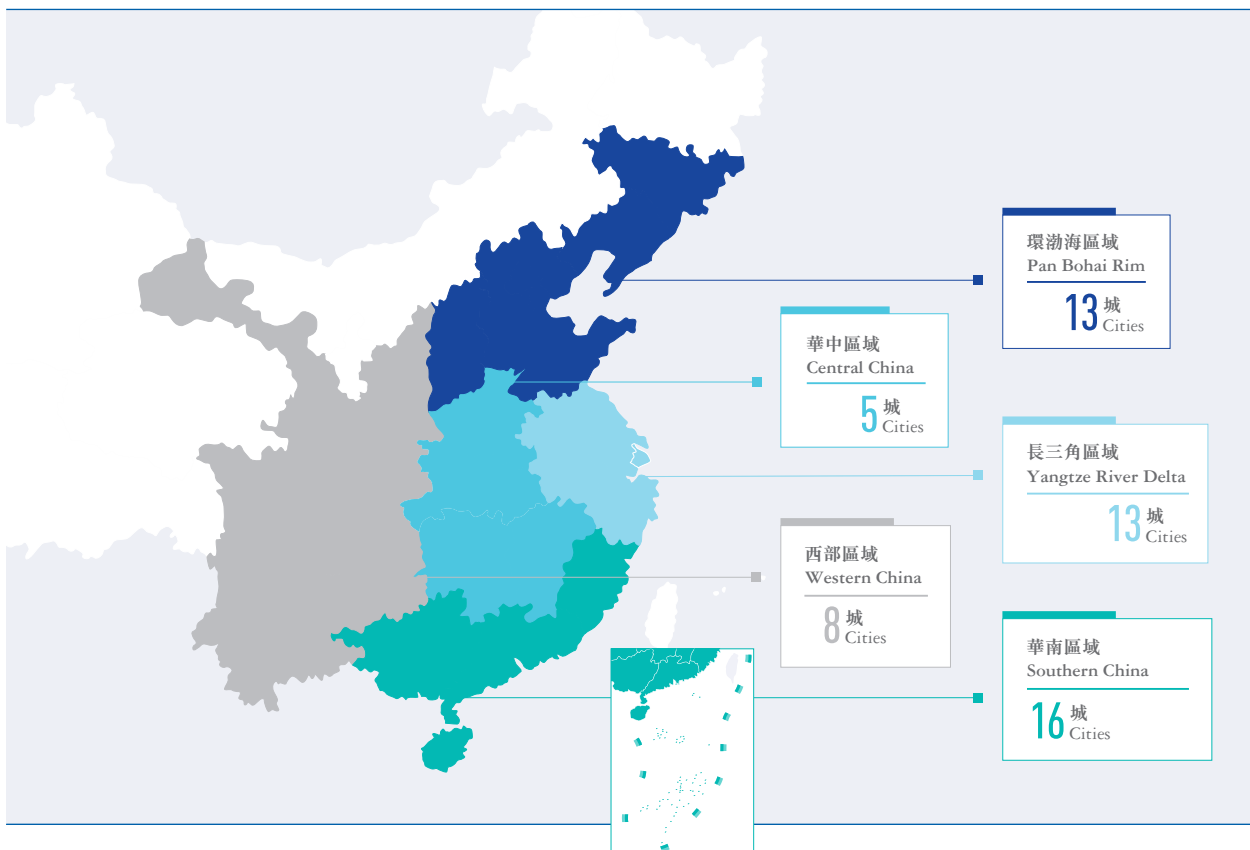 環渤海區域
Pan Bohai Rim
13 城
Cities
華中區域
Central China
5 城
Cities
長三角區域
Yangtze River Delta
13 城
Cities
西部區域
Western China
8 城
Cities
華南區域
Southern China
16 城
Cities